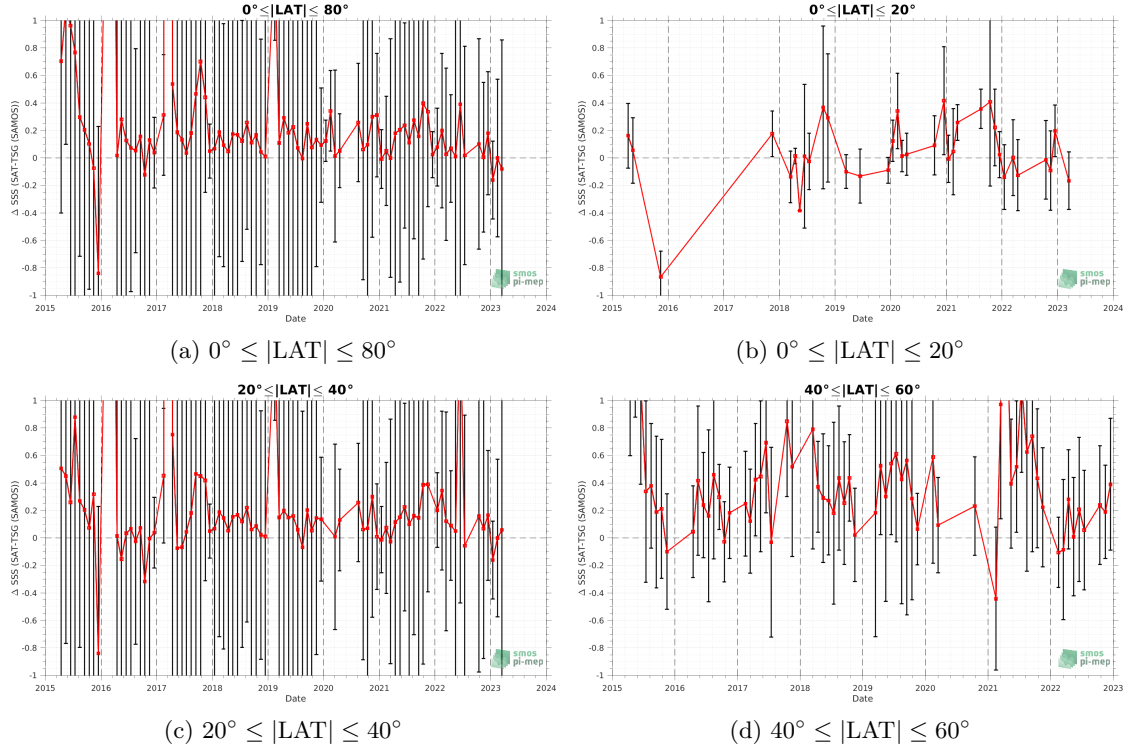 0°≤|LAT|≤ 80°
Δ SSS (SAT-TSG (SAMOS))
1
0.8
0.6
0.4
0.2
0
-0.2
-0.4
-0.6
-0.8
-1
2015 2016 2017 2018 2019 2020 2021 2022 2023 2024
Date
smos
pi-mep
(a) 0° ≤ |LAT| ≤ 80°
0°≤|LAT|≤ 20°
Δ SSS (SAT-TSG (SAMOS))
1
0.8
0.6
0.4
0.2
0
-0.2
-0.4
-0.6
-0.8
-1
2015 2016 2017 2018 2019 2020 2021 2022 2023 2024
Date
smos
pi-mep
(b) 0° ≤ |LAT| ≤ 20°
20°≤|LAT|≤ 40°
Δ SSS (SAT-TSG (SAMOS))
1
0.8
0.6
0.4
0.2
0
-0.2
-0.4
-0.6
-0.8
-1
2015 2016 2017 2018 2019 2020 2021 2022 2023 2024
Date
smos
pi-mep
(c) 20° ≤ |LAT| ≤ 40°
40°≤|LAT|≤ 60°
Δ SSS (SAT-TSG (SAMOS))
1
0.8
0.6
0.4
0.2
0
-0.2
-0.4
-0.6
-0.8
-1
2015 2016 2017 2018 2019 2020 2021 2022 2023
Date
smos
pi-mep
(d) 40° ≤ |LAT| ≤ 60°